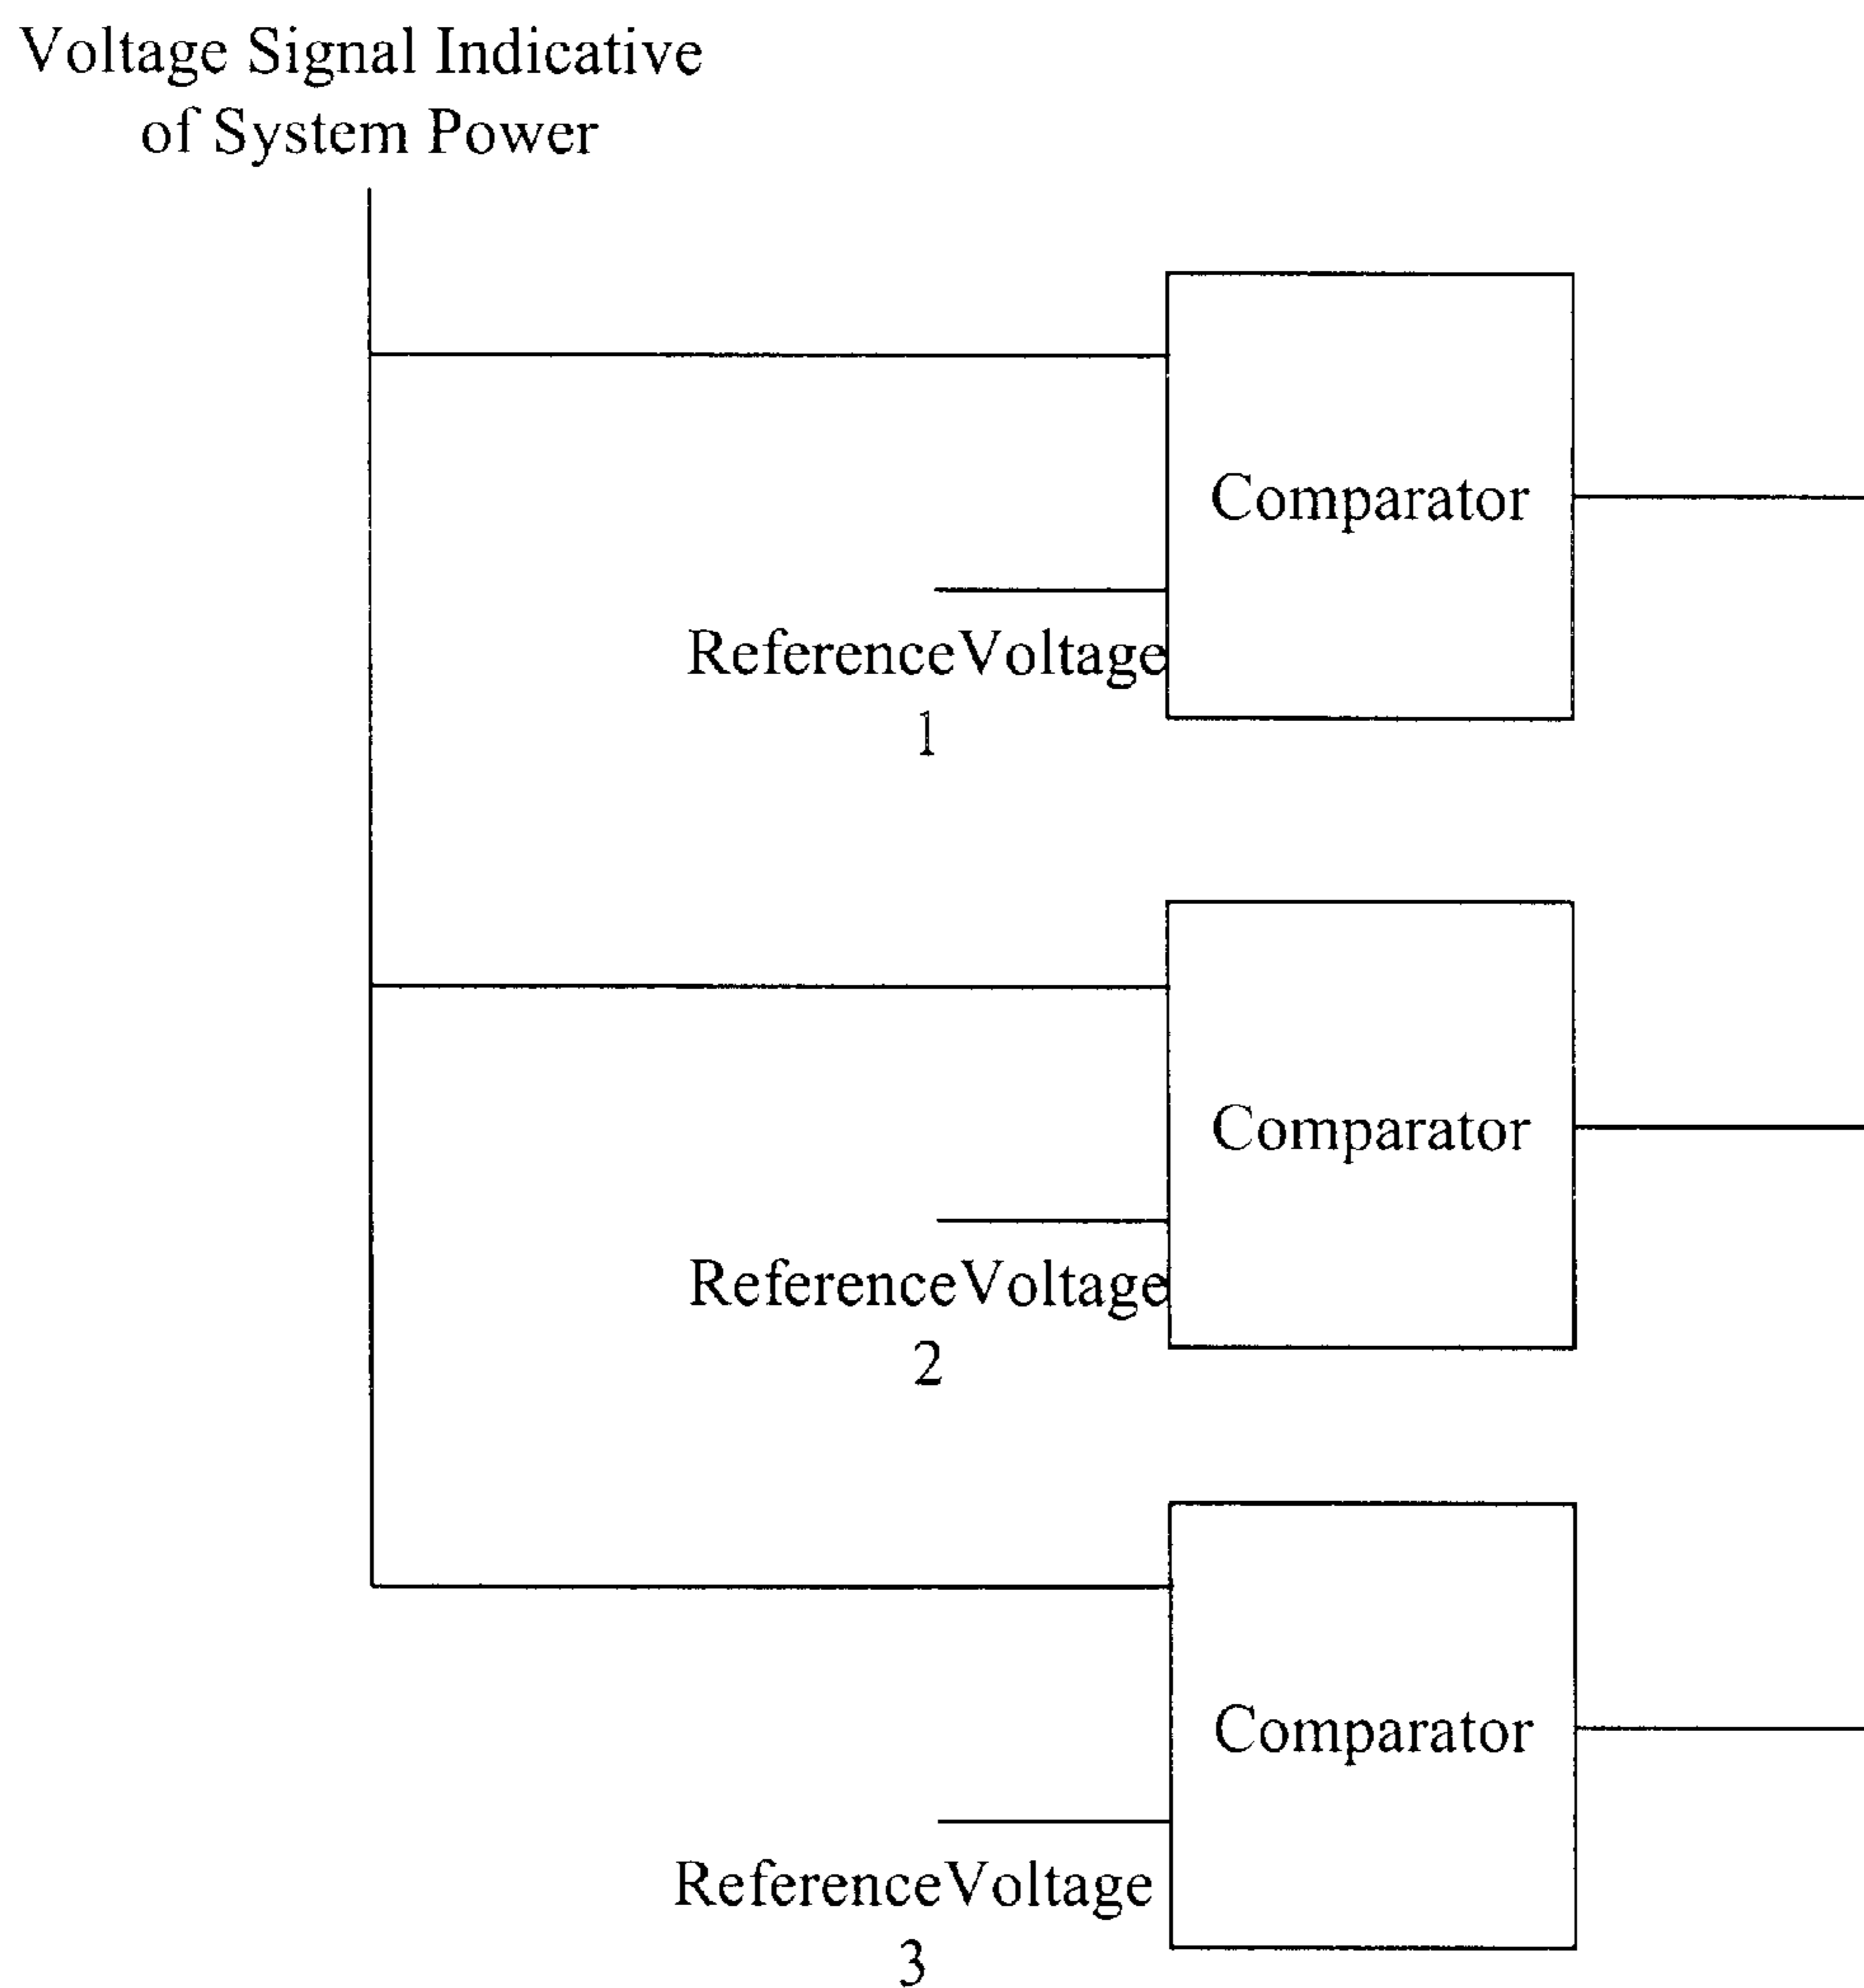 Voltage Signal Indicative
of System Power
Comparator
ReferenceVoltage
1
Comparator
ReferenceVoltage
2
Comparator
ReferenceVoltage
3